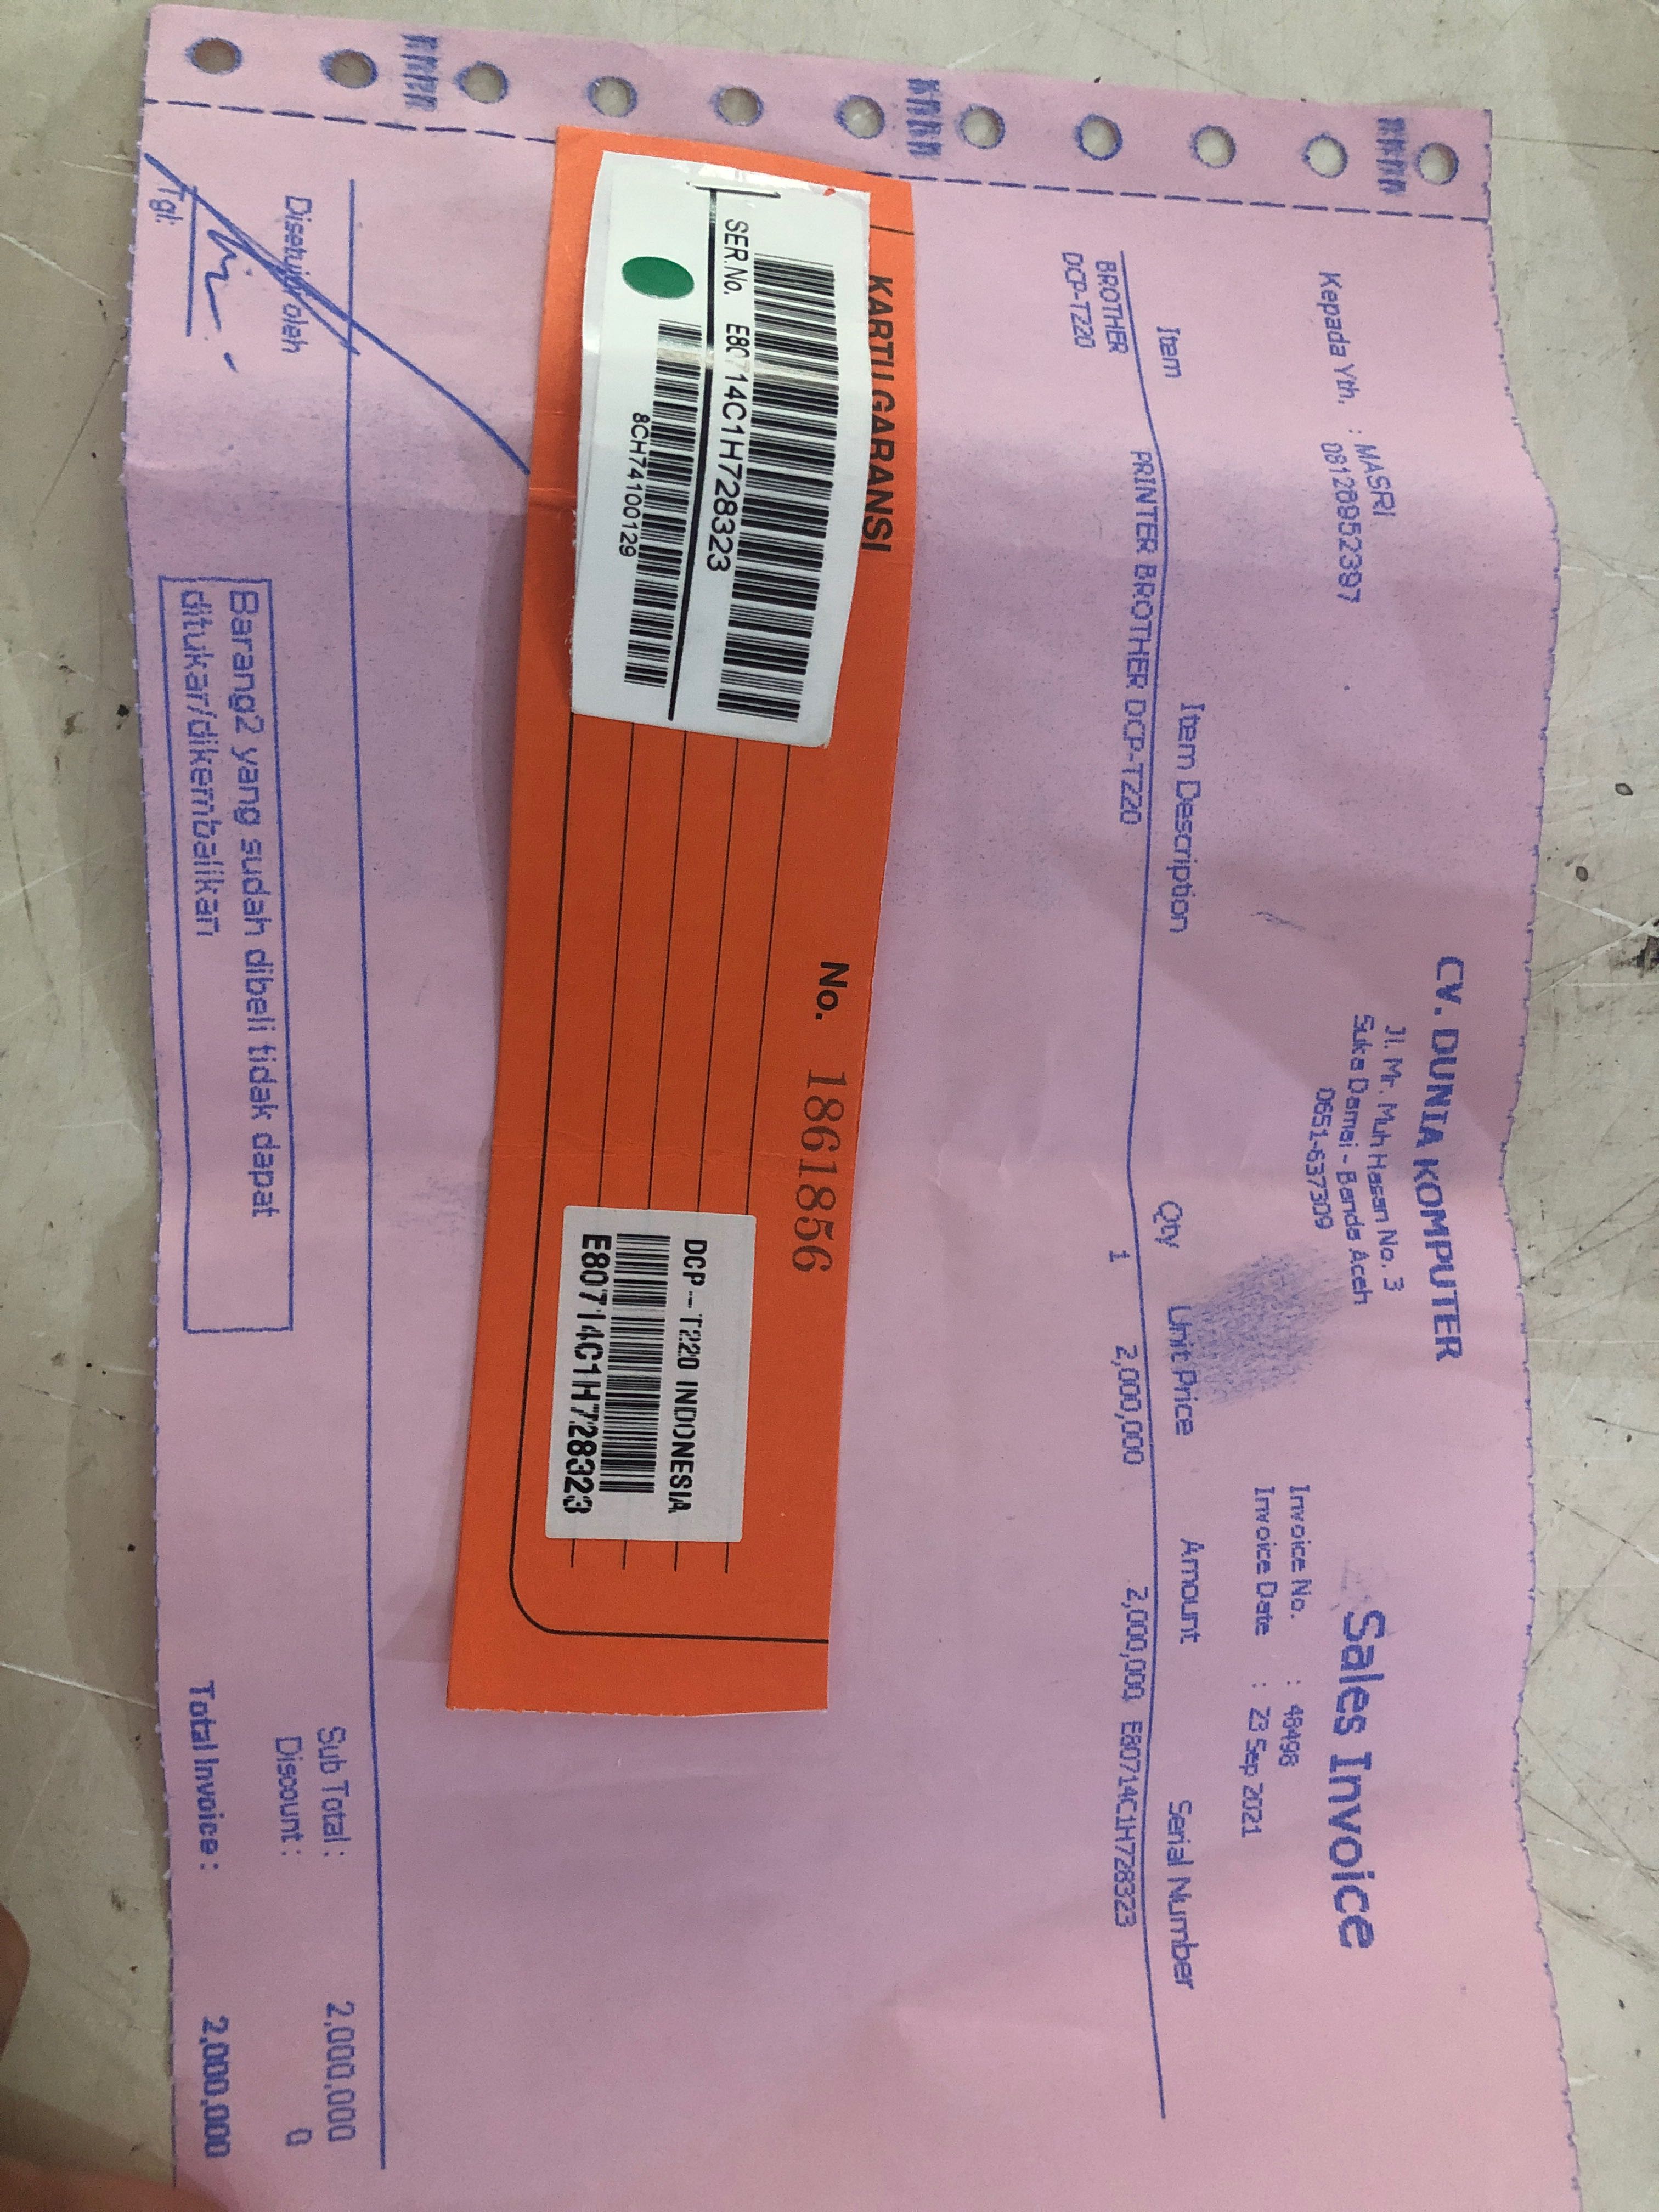 CV. DUNIA KOMPUTER
Jl. Mr. Muh Hasan No. 3
Suka Damai - Banda Aceh
0651-637309
Sales Invoice
Kepada Yth. : MASRI
08128952397
Invoice No. : 48498
Invoice Date : 23 Sep 2021
Item Item Description Qty Unit Price Amount Serial Number
BROTHER DCP-T220 PRINTER BROTHER DCP-T220 1 2,000,000 2,000,000 E80714C1H728323
KARTU GARANSI
No. 1861856
SER.No. E80714C1H728323
8CH74100129
DCP-T220 INDONESIA
E80714C1H728323
Disetujui oleh
Tgl:
Barang2 yang sudah dibeli tidak dapat
ditukar/dikembalikan
Sub Total : 2,000,000
Discount : 0
Total Invoice : 2,000,000